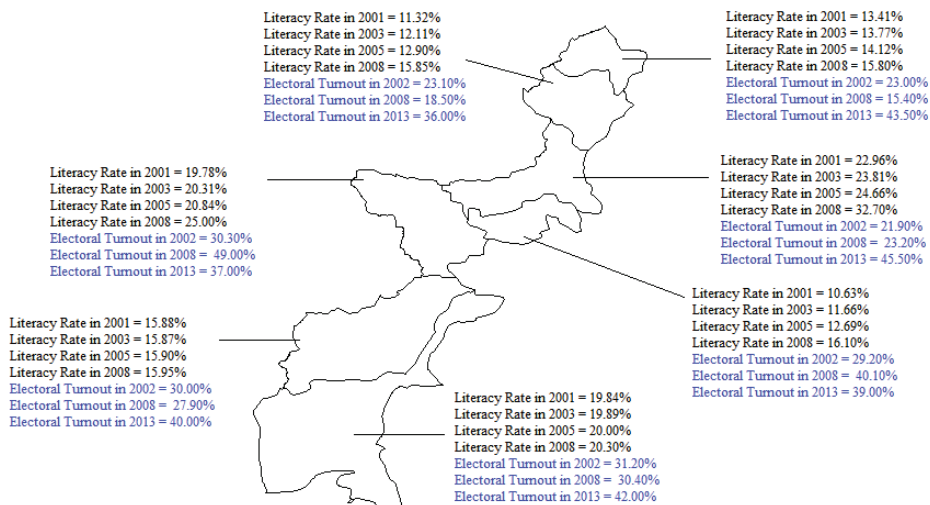 Literacy Rate in 2001 = 11.32%
Literacy Rate in 2003 = 12.11%
Literacy Rate in 2005 = 12.90%
Literacy Rate in 2008 = 15.85%
Electoral Turnout in 2002 = 23.10%
Electoral Turnout in 2008 = 18.50%
Electoral Turnout in 2013 = 36.00%
Literacy Rate in 2001 = 13.41%
Literacy Rate in 2003 = 13.77%
Literacy Rate in 2005 = 14.12%
Literacy Rate in 2008 = 15.80%
Electoral Turnout in 2002 = 23.00%
Electoral Turnout in 2008 = 15.40%
Electoral Turnout in 2013 = 43.50%
Literacy Rate in 2001 = 19.78%
Literacy Rate in 2003 = 20.31%
Literacy Rate in 2005 = 20.84%
Literacy Rate in 2008 = 25.00%
Electoral Turnout in 2002 = 30.30%
Electoral Turnout in 2008 = 49.00%
Electoral Turnout in 2013 = 37.00%
Literacy Rate in 2001 = 22.96%
Literacy Rate in 2003 = 23.81%
Literacy Rate in 2005 = 24.66%
Literacy Rate in 2008 = 32.70%
Electoral Turnout in 2002 = 21.90%
Electoral Turnout in 2008 = 23.20%
Electoral Turnout in 2013 = 45.50%
Literacy Rate in 2001 = 10.63%
Literacy Rate in 2003 = 11.66%
Literacy Rate in 2005 = 12.69%
Literacy Rate in 2008 = 16.10%
Electoral Turnout in 2002 = 29.20%
Electoral Turnout in 2008 = 40.10%
Electoral Turnout in 2013 = 39.00%
Literacy Rate in 2001 = 15.88%
Literacy Rate in 2003 = 15.87%
Literacy Rate in 2005 = 15.90%
Literacy Rate in 2008 = 15.95%
Electoral Turnout in 2002 = 30.00%
Electoral Turnout in 2008 = 27.90%
Electoral Turnout in 2013 = 40.00%
Literacy Rate in 2001 = 19.84%
Literacy Rate in 2003 = 19.89%
Literacy Rate in 2005 = 20.00%
Literacy Rate in 2008 = 20.30%
Electoral Turnout in 2002 = 31.20%
Electoral Turnout in 2008 = 30.40%
Electoral Turnout in 2013 = 42.00%